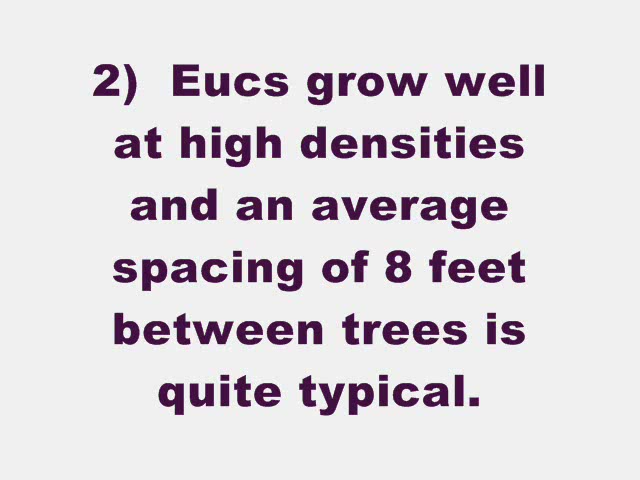 2)  Eucs grow well
at high densities
and an average
spacing of 8 feet
between trees is
quite typical.